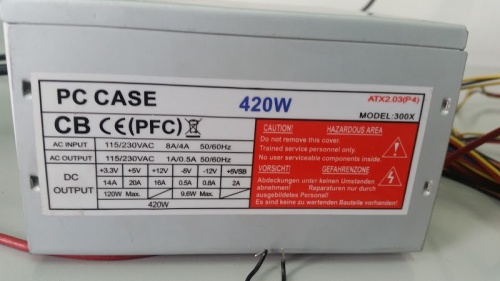 PC CASE 420W ATX2.03(P4)
MODEL:300X
CB CE(PFC)
AC INPUT 115/230VAC 8A/4A 50/60Hz
AC OUTPUT 115/230VAC 1A/0.5A 50/60Hz
DC OUTPUT +3.3V +5V +12V -5V -12V +5VSB
14A 20A 16A 0.5A 0.8A 2A
120W Max. 9.6W Max.
420W
CAUTION! HAZARDOUS AREA
Do not remove this cover.
Trained service personnel only.
No user serviceable components inside.
VORSICHT! GEFAHRENZONE
Abdeckungen unter keinen Umstanden
abnehmen! Reparaturen nur durch
ausgebildetes Personal!
Es sind keine zu wartenden Bauteile vorhanden!